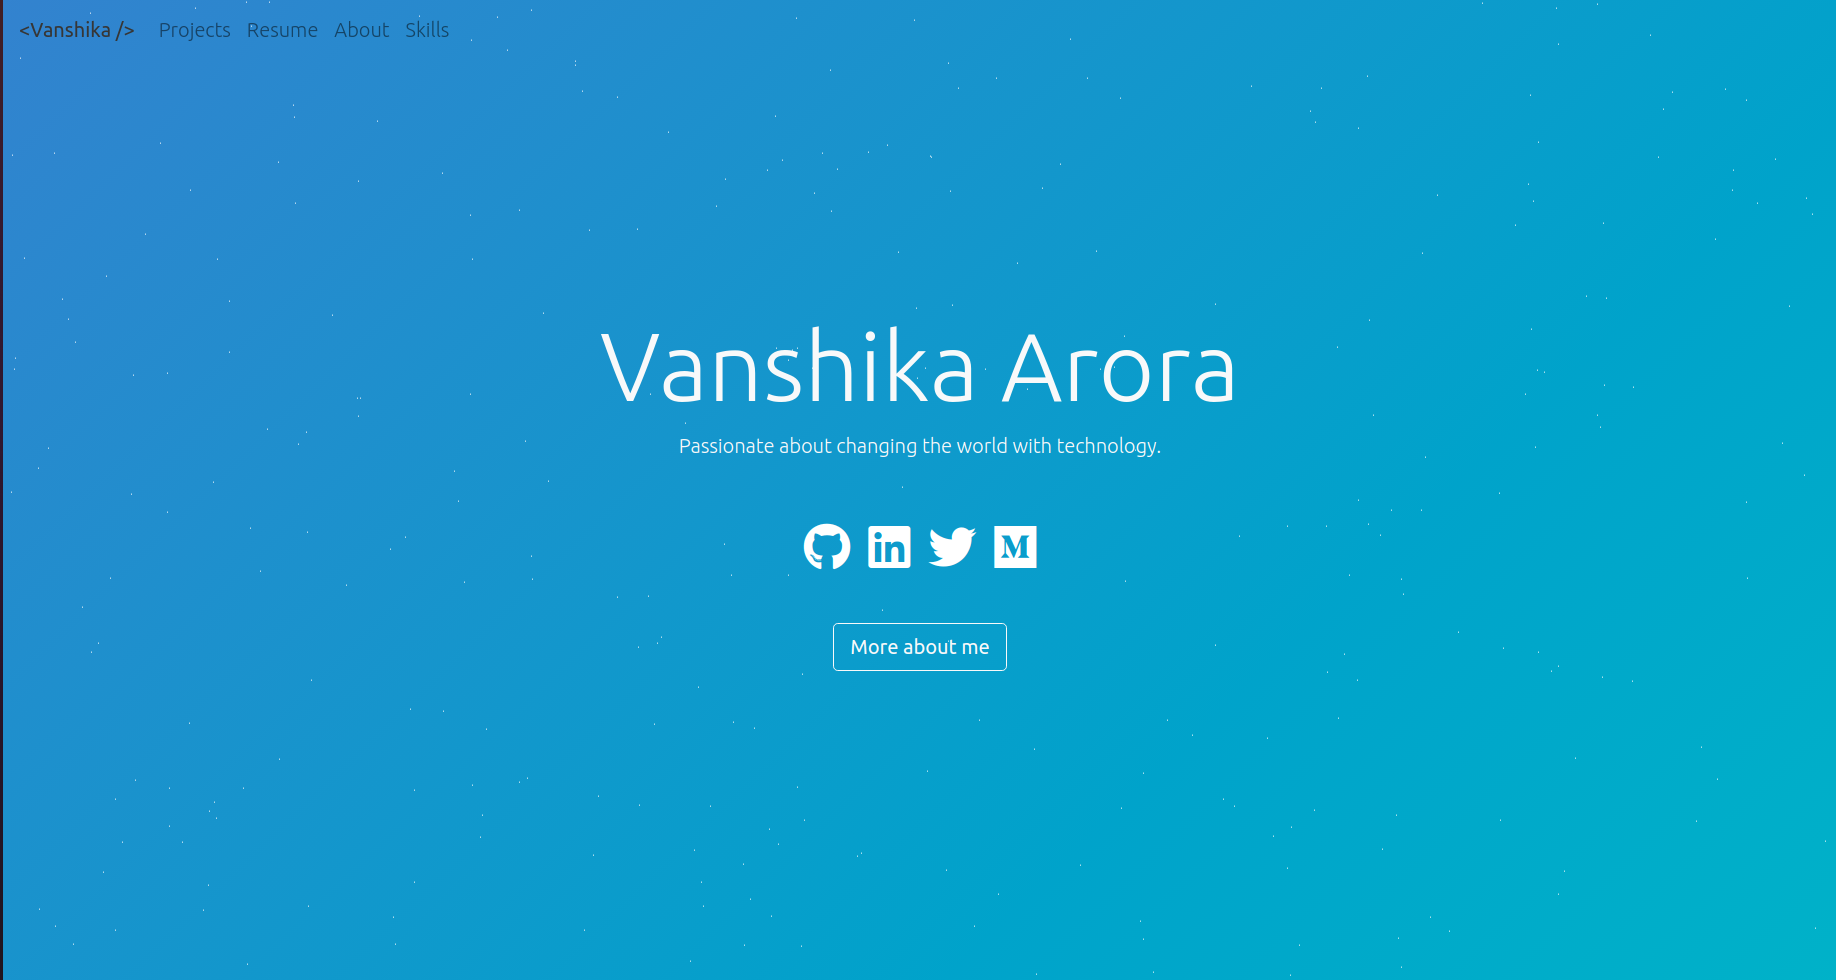 <Vanshika /> Projects Resume About Skills
Vanshika Arora
Passionate about changing the world with technology.
in M
More about me